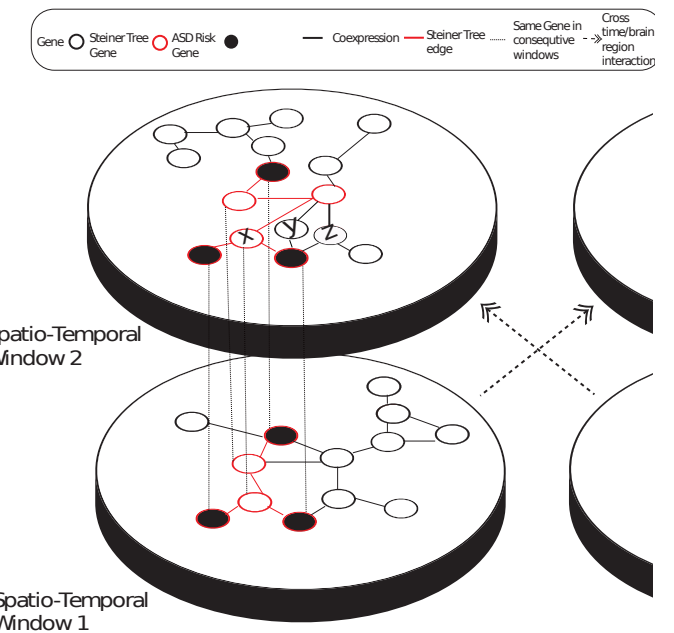 Gene
Steiner Tree
Gene
ASD Risk
Gene
Coexpression
Steiner Tree
edge
Same Gene in
consequtive
windows
Cross
time/brain
region
interaction
x
y
z
patio-Temporal
Window 2
Spatio-Temporal
Window 1